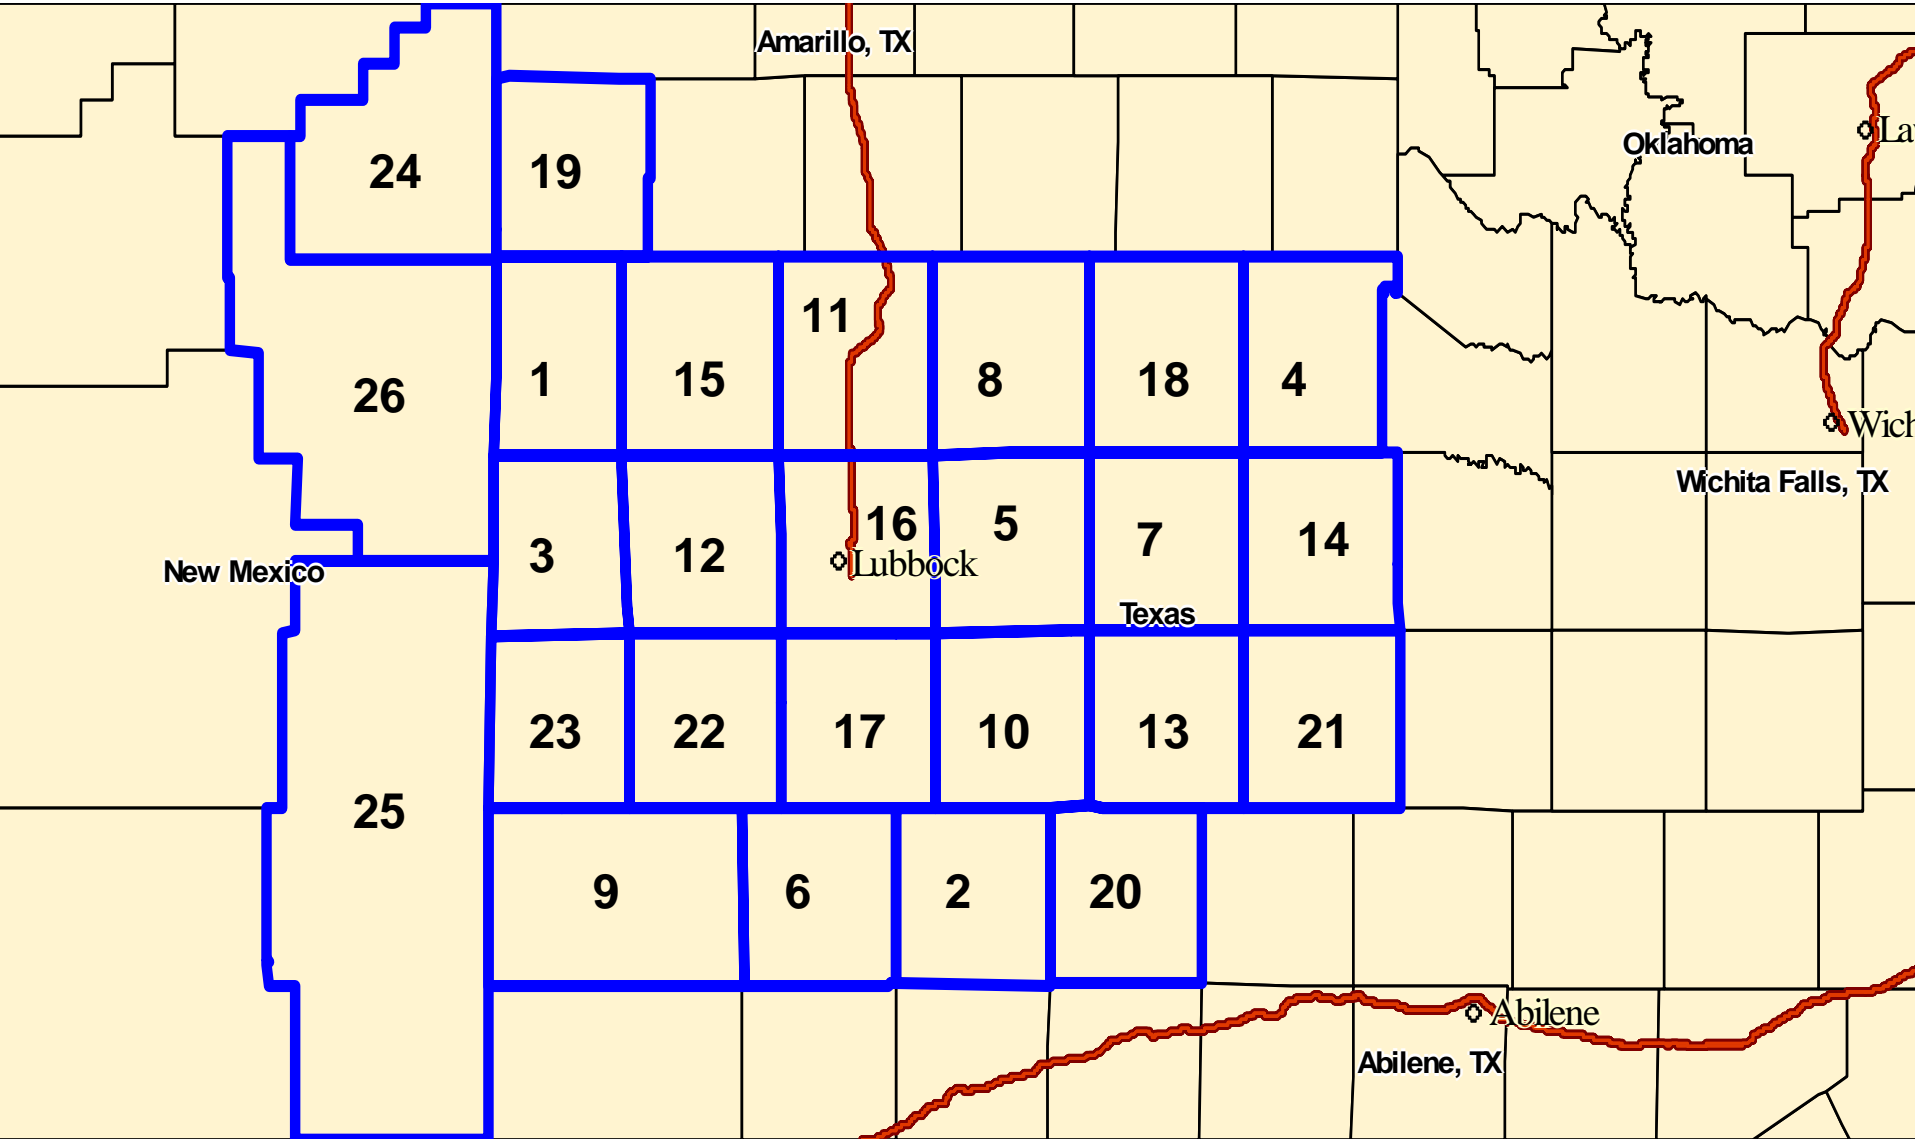 Amarillo, TX
La
Oklahoma
24
19
11
1
15
8
18
4
26
Wich
Wichita Falls, TX
16
5
3
12
7
14
Lubbock
New Mexico
Texas
23
22
17
10
13
21
25
9
6
2
20
Abilene
Abilene, TX